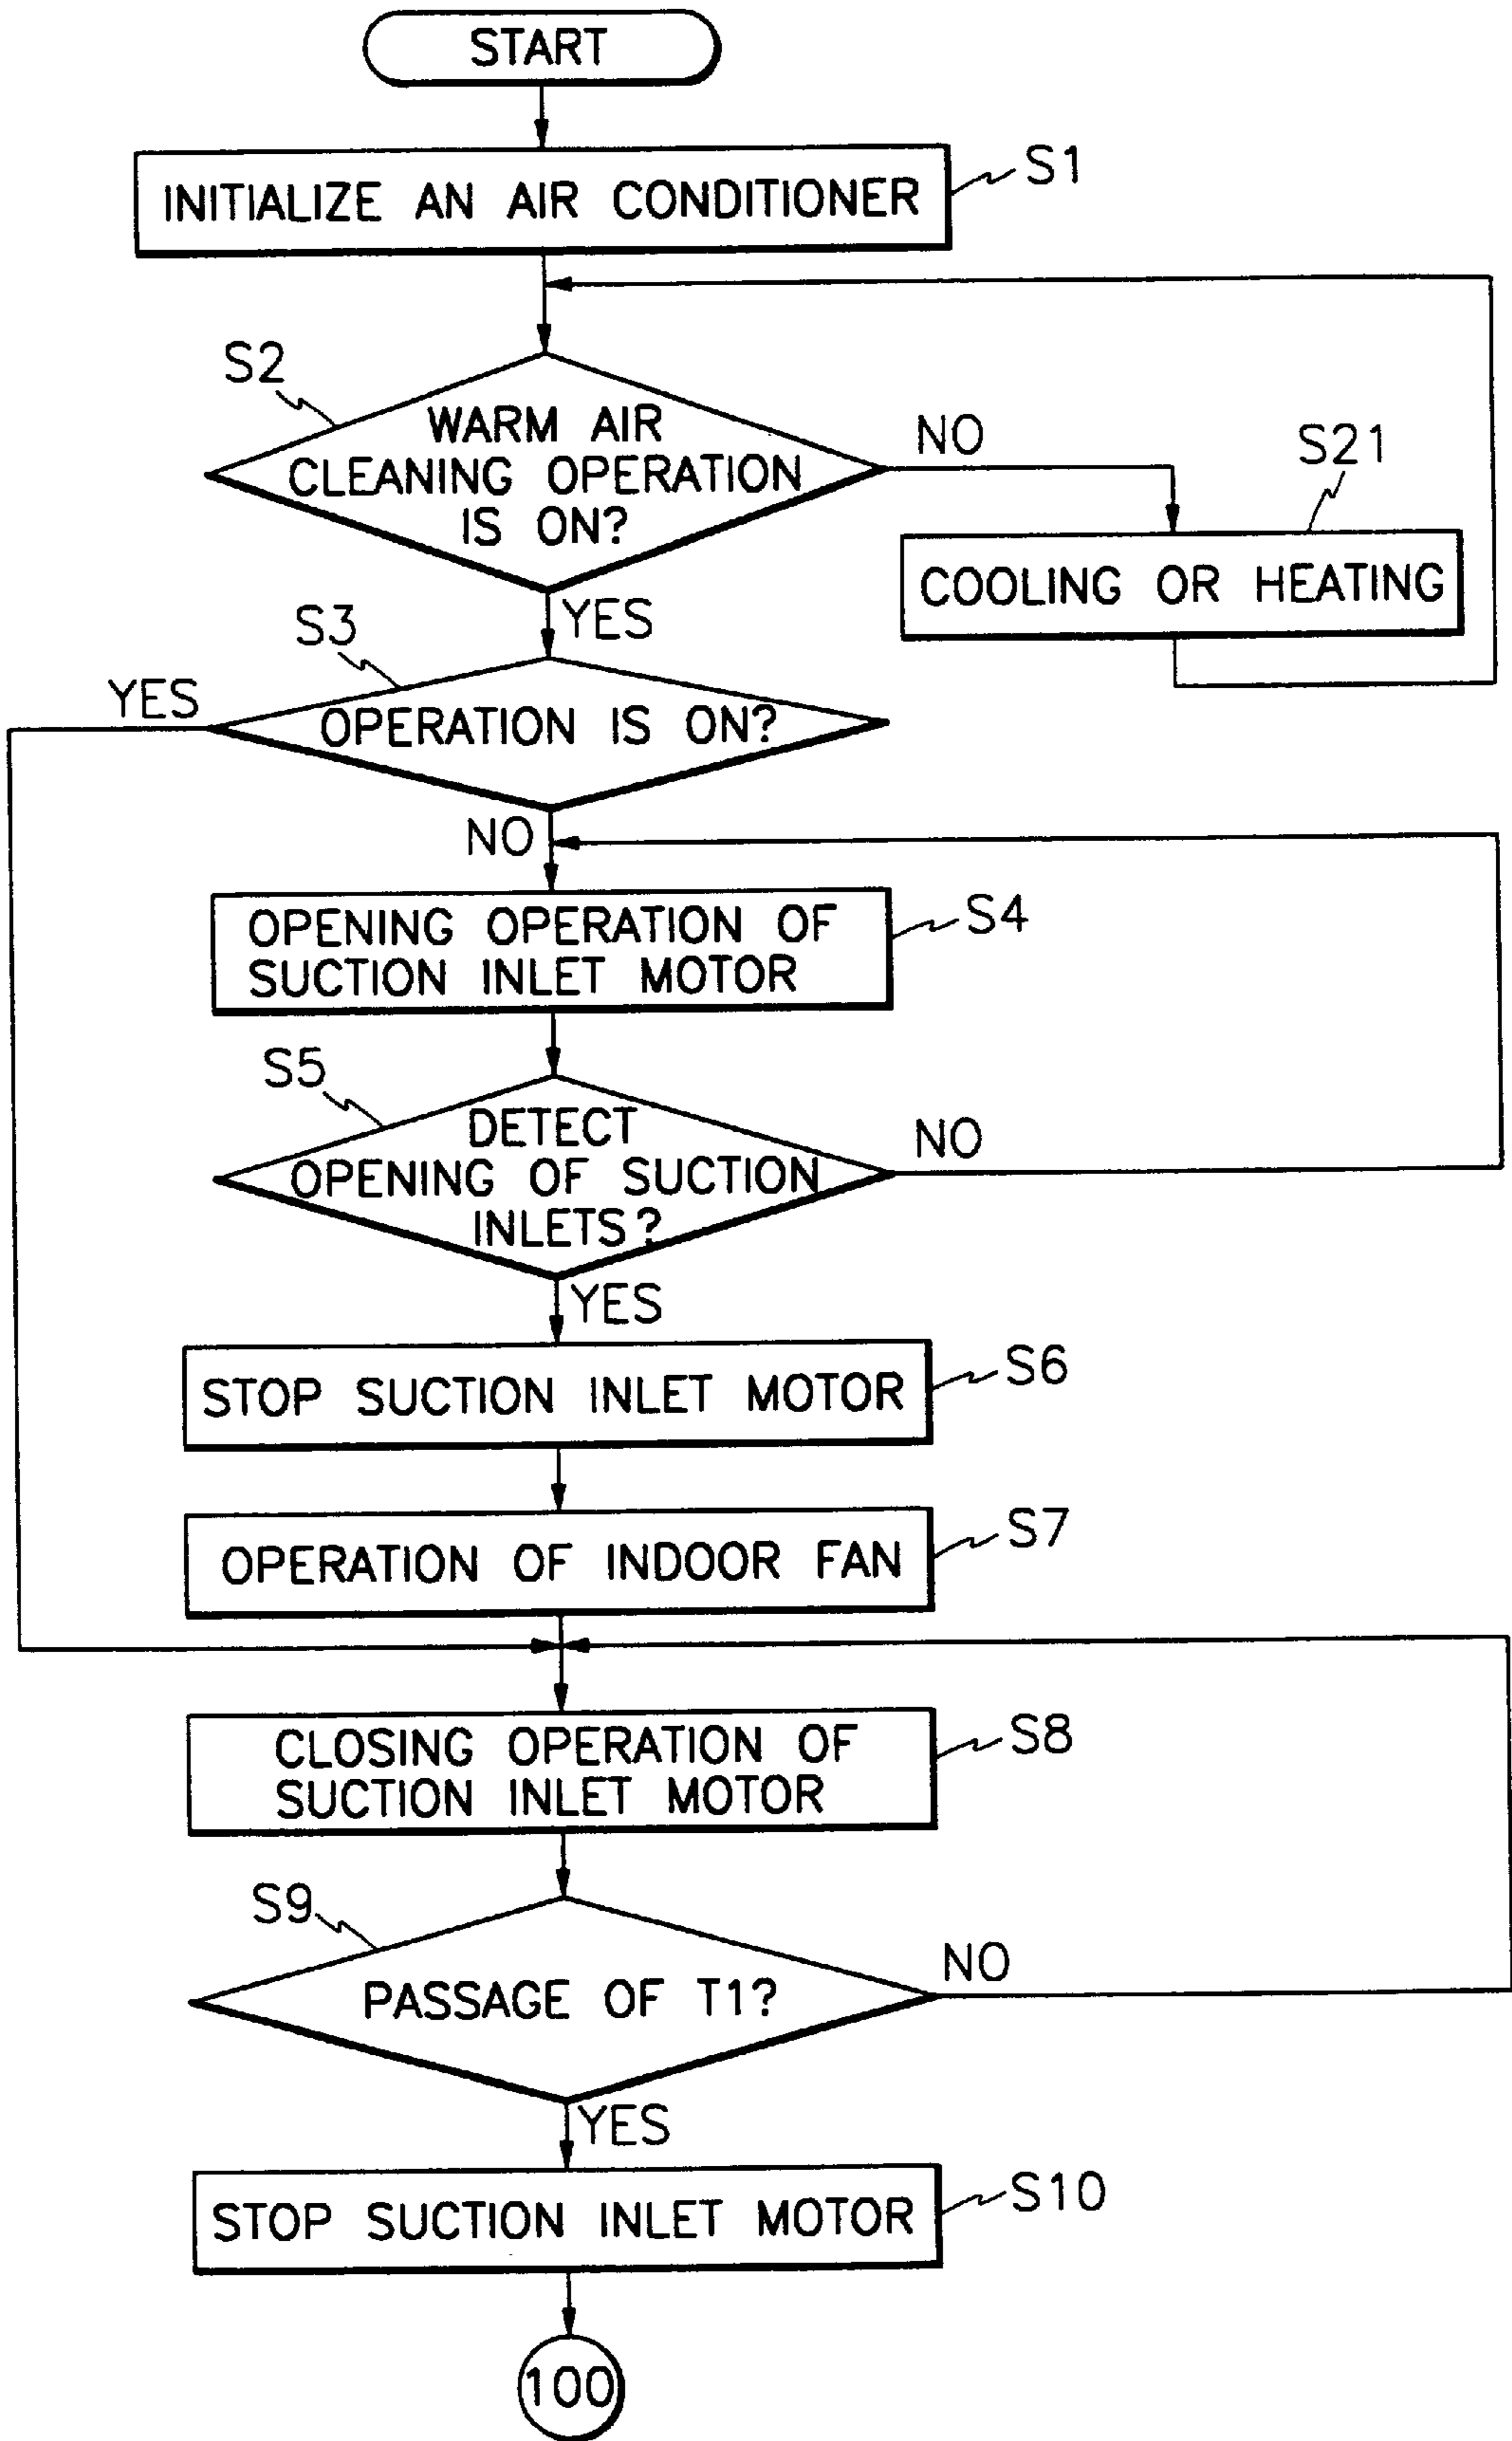 START
INITIALIZE AN AIR CONDITIONER
S1
S2
WARM AIR
CLEANING OPERATION
IS ON?
NO
S21
COOLING OR HEATING
YES
S3
YES
OPERATION IS ON?
NO
OPENING OPERATION OF
SUCTION INLET MOTOR
S4
S5
DETECT
OPENING OF SUCTION
INLETS?
NO
YES
STOP SUCTION INLET MOTOR
S6
OPERATION OF INDOOR FAN
S7
CLOSING OPERATION OF
SUCTION INLET MOTOR
S8
S9
PASSAGE OF T1?
NO
YES
STOP SUCTION INLET MOTOR
S10
100